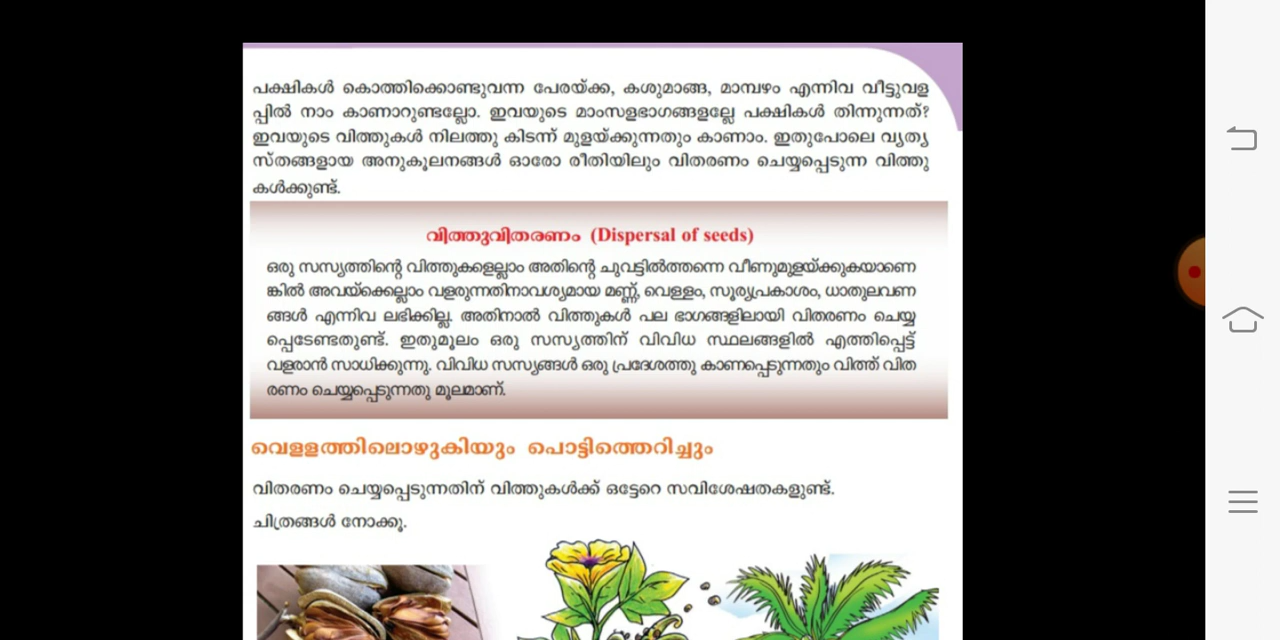 പക്ഷികൾ കൊത്തിക്കൊണ്ടുവന്ന പേരയ്ക്ക, കശുമാങ്ങ, മാമ്പഴം എന്നിവ വീട്ടുവള
പ്പിൽ നാം കാണാറുണ്ടല്ലോ. ഇവയുടെ മാംസളഭാഗങ്ങളല്ലേ പക്ഷികൾ തിന്നുന്നത്?
ഇവയുടെ വിത്തുകൾ നിലത്തു കിടന്ന് മുളയ്ക്കുന്നതും കാണാം. ഇതുപോലെ വ്യത്യ
സ്തങ്ങളായ അനുകൂലനങ്ങൾ ഓരോ രീതിയിലും വിതരണം ചെയ്യപ്പെടുന്ന വിത്തു
കൾക്കുണ്ട്.
വിത്തുവിതരണം (Dispersal of seeds)
ഒരു സസ്യത്തിന്റെ വിത്തുകളെല്ലാം അതിന്റെ ചുവട്ടിൽത്തന്നെ വീണുമുളയ്ക്കുകയാണെ
ങ്കിൽ അവയ്ക്കെല്ലാം വളരുന്നതിനാവശ്യമായ മണ്ണ്, വെള്ളം, സൂര്യപ്രകാശം, ധാതുലവണ
ങ്ങൾ എന്നിവ ലഭിക്കില്ല. അതിനാൽ വിത്തുകൾ പല ഭാഗങ്ങളിലായി വിതരണം ചെയ്യ
പ്പെടേണ്ടതുണ്ട്. ഇതുമൂലം ഒരു സസ്യത്തിന് വിവിധ സ്ഥലങ്ങളിൽ എത്തിപ്പെട്ട്
വളരാൻ സാധിക്കുന്നു. വിവിധ സസ്യങ്ങൾ ഒരു പ്രദേശത്തു കാണപ്പെടുന്നതും വിത്ത് വിത
രണം ചെയ്യപ്പെടുന്നതു മൂലമാണ്.
വെളളത്തിലൊഴുകിയും പൊട്ടിത്തെറിച്ചും
വിതരണം ചെയ്യപ്പെടുന്നതിന് വിത്തുകൾക്ക് ഒട്ടേറെ സവിശേഷതകളുണ്ട്.
ചിത്രങ്ങൾ നോക്കൂ.